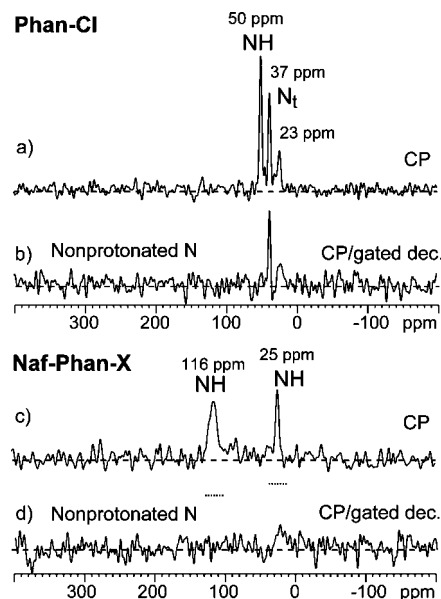 Phan-Cl
50 ppm
NH
37 ppm
Nt
23 ppm
a)
CP
b)
Nonprotonated N
CP/gated dec.
300 200 100 0 -100 ppm
Naf-Phan-X
116 ppm
NH
25 ppm
NH
c)
CP
d)
Nonprotonated N
CP/gated dec.
300 200 100 0 -100 ppm